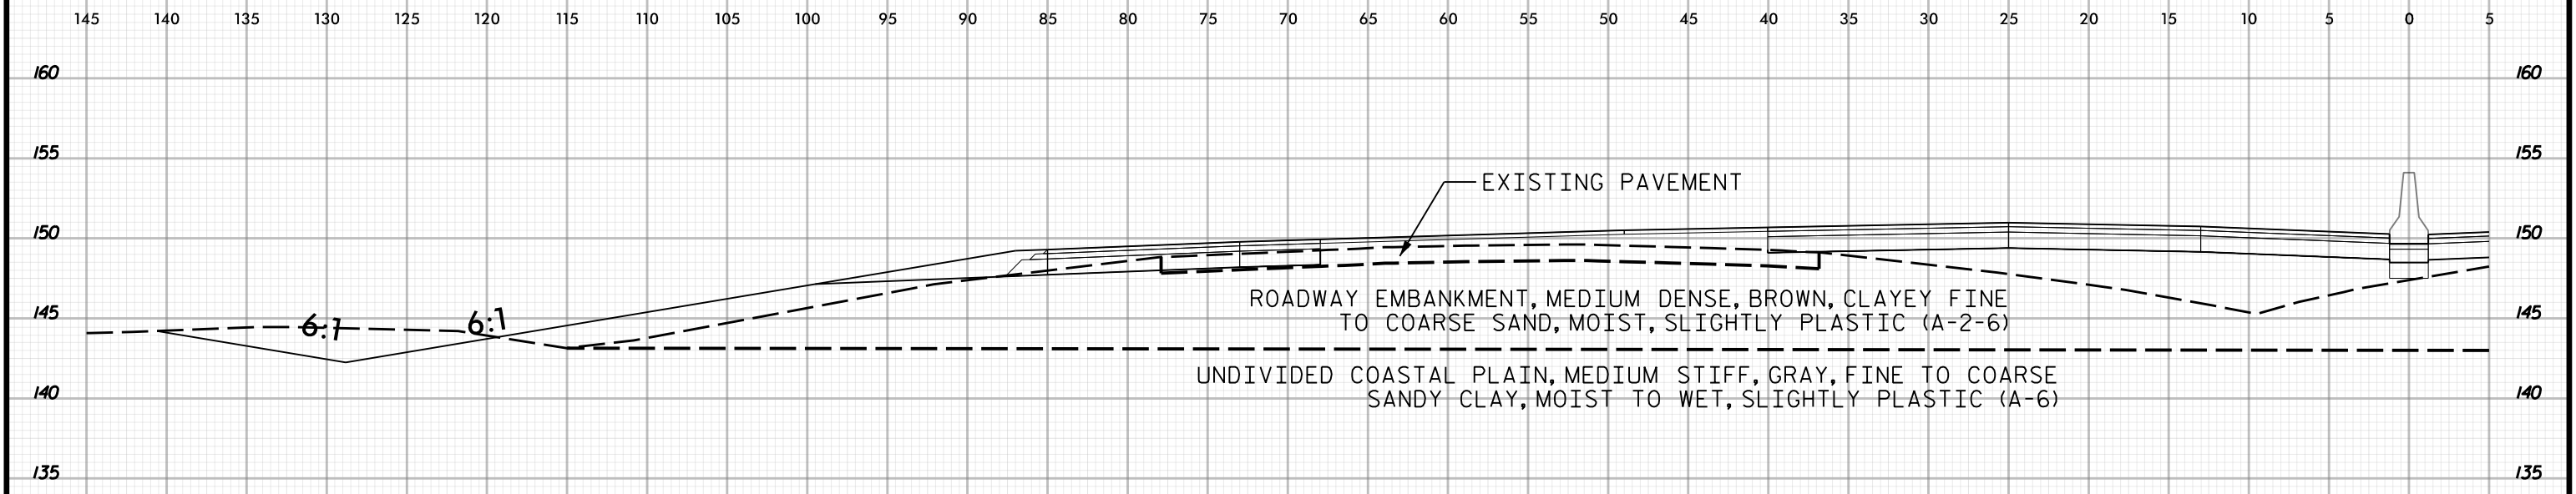 145 140 135 130 125 120 115 110 105 100 95 90 85 80 75 70 65 60 55 50 45 40 35 30 25 20 15 10 5 0 5
160 160
155 155
EXISTING PAVEMENT
150 150
ROADWAY EMBANKMENT, MEDIUM DENSE, BROWN, CLAYEY FINE
145 6:1 6:1 145
TO COARSE SAND, MOIST, SLIGHTLY PLASTIC (A-2-6)
UNDIVIDED COASTAL PLAIN, MEDIUM STIFF, GRAY, FINE TO COARSE
140 140
SANDY CLAY, MOIST TO WET, SLIGHTLY PLASTIC (A-6)
135 135